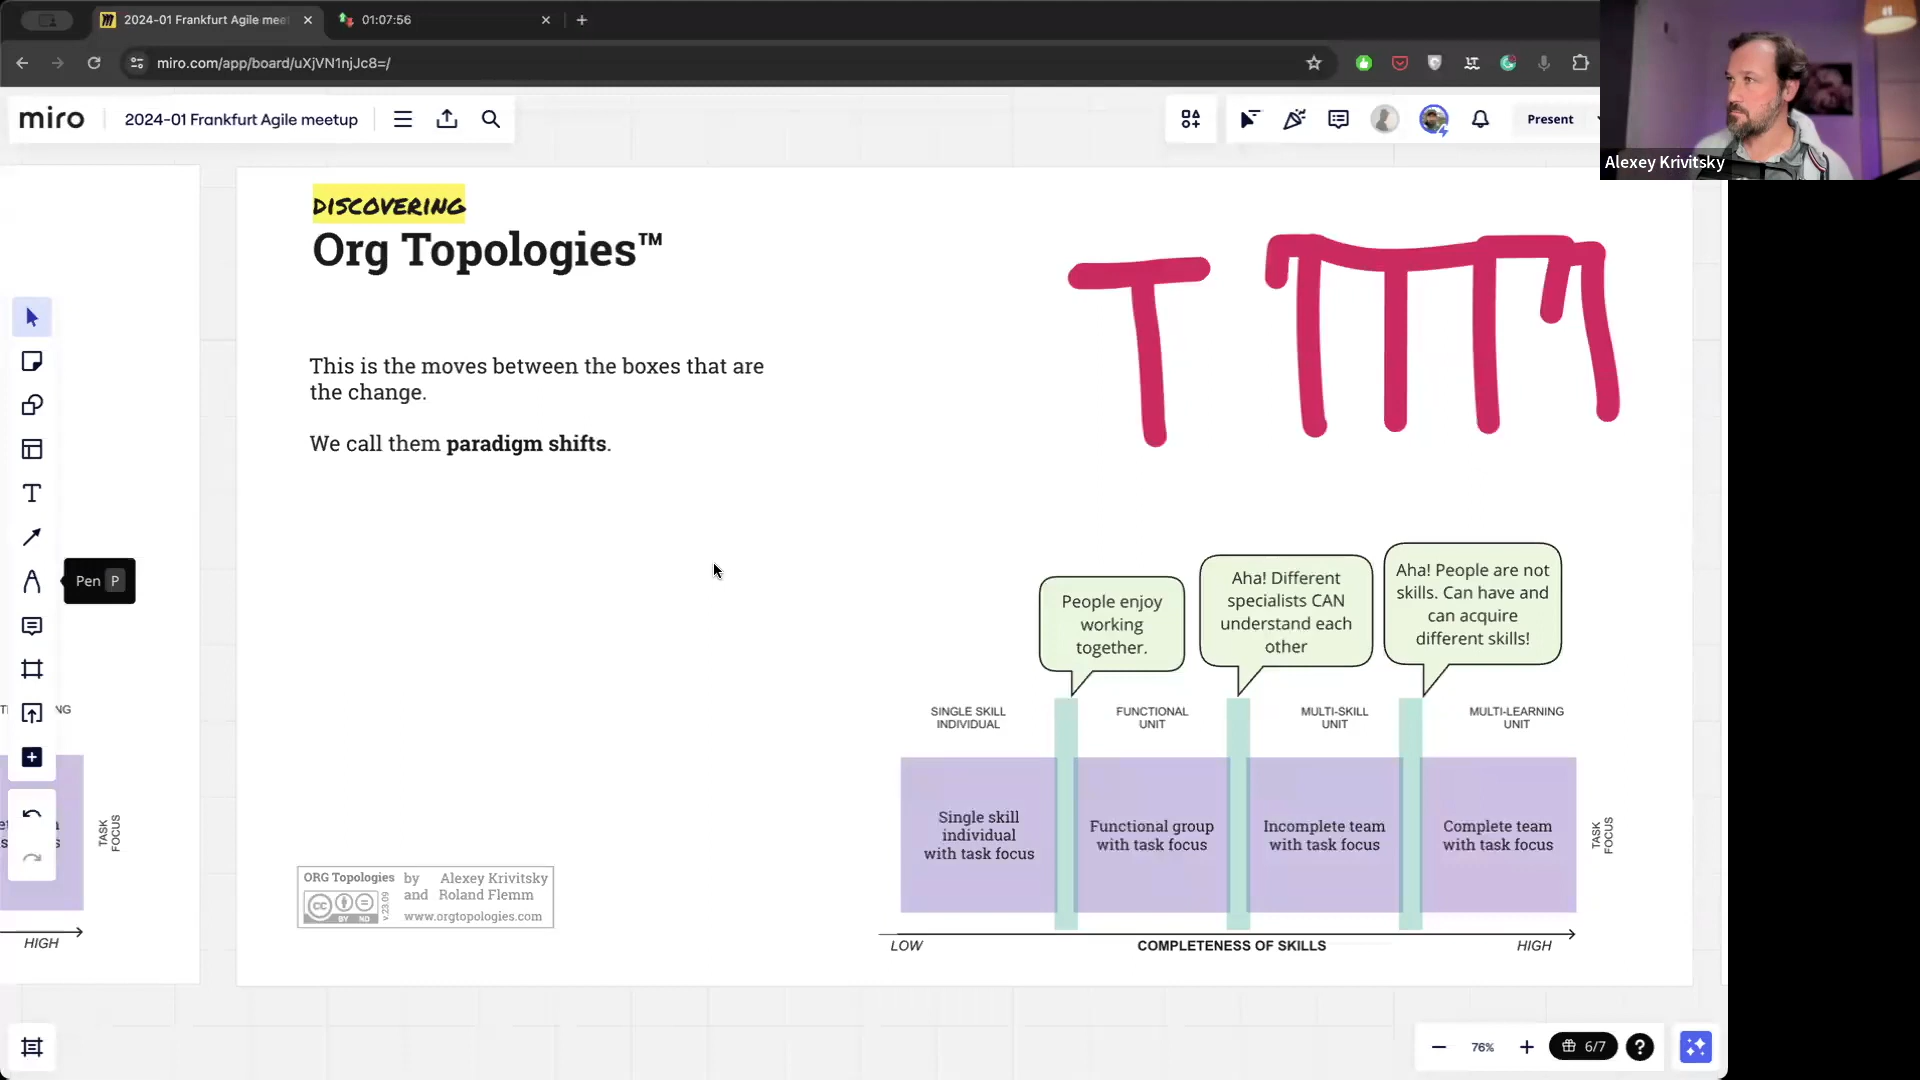 2024-01 Frankfurt Agile mee
01:07:56
miro.com/app/board/uXjVN1njJc8=/
miro
2024-01 Frankfurt Agile meetup
Present
Alexey Krivitsky
DISCOVERING
Org Topologies™
This is the moves between the boxes that are
the change.
We call them paradigm shifts.
T
Pen P
People enjoy
working
together.
Aha! Different
specialists CAN
understand each
other
Aha! People are not
skills. Can have and
can acquire
different skills!
SINGLE SKILL
INDIVIDUAL
FUNCTIONAL
UNIT
MULTI-SKILL
UNIT
MULTI-LEARNING
UNIT
Single skill
individual
with task focus
Functional group
with task focus
Incomplete team
with task focus
Complete team
with task focus
TASK
FOCUS
TASK
FOCUS
LOW
COMPLETENESS OF SKILLS
HIGH
HIGH
ORG Topologies by Alexey Krivitsky
and Roland Flemm
www.orgtopologies.com
cc BY ND
v.23.09
76%
6/7